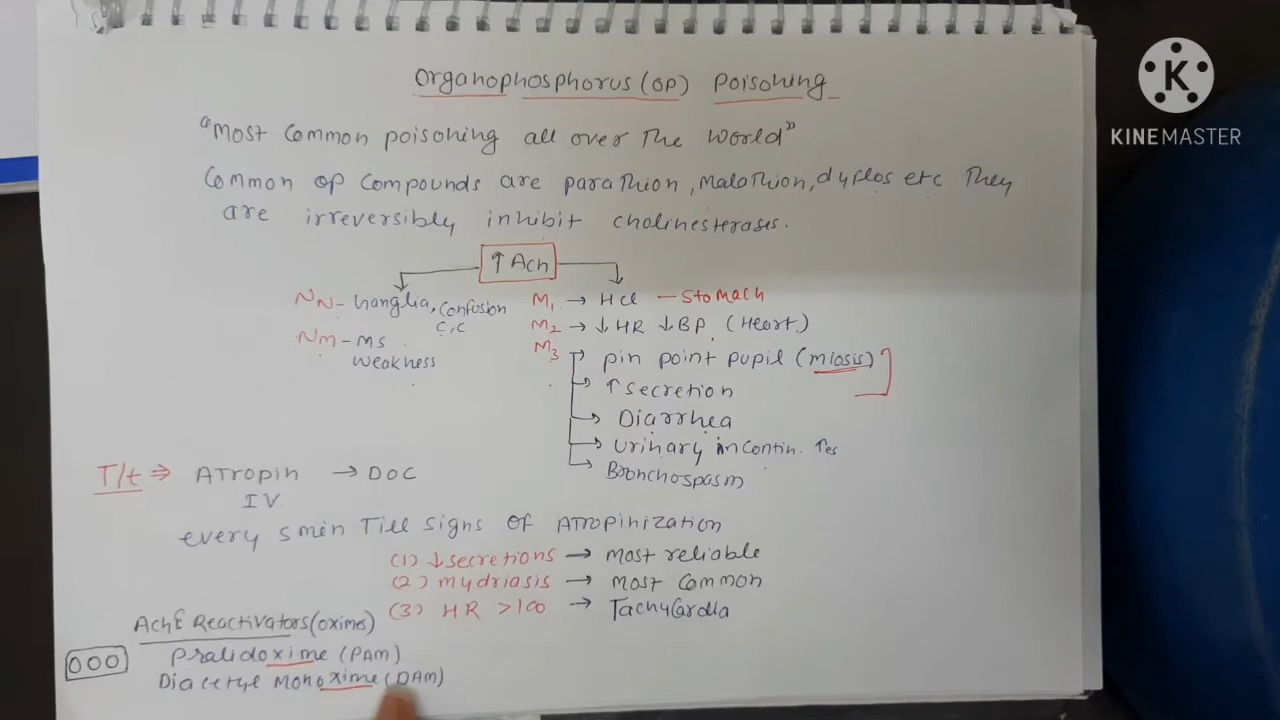 Organophosphorus (OP) Poisoning
"Most Common poisoning all over The World"
Common OP Compounds are parathion, Malathion, dyflos etc They
are irreversibly inhibit cholinesterases.
↑ Ach
NN - Ganglia, Confusion
C,C
NM - MS
Weakness
M1 → HCl - Stomach
M2 → ↓ HR ↓ BP (Heart)
M3
pin point pupil (miosis)
↑ Secretion
Diarrhea
Urinary incontin. ↑es
Bronchospasm
T/t ⇒ ATropin → DOC
IV
every 5 min Till Signs of ATropinization
(1) ↓ secretions → most reliable
(2) mydriasis → most Common
(3) HR >100 → TachyCardia
AchE Reactivators (oximes)
OOO
Pralidoxime (PAM)
Diacetyl Monoxime (DAM)
K
KINEMASTER